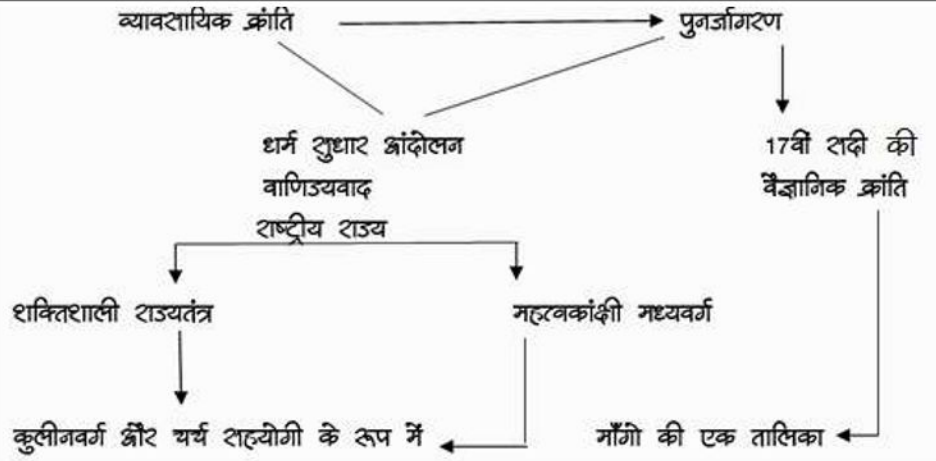 व्यावसायिक क्रांति
पुनर्जागरण
धर्म सुधार आंदोलन
वाणिज्यवाद
राष्ट्रीय राज्य
17वीं सदी की
वैज्ञानिक क्रांति
शक्तिशाली राज्यतंत्र
महत्वकांक्षी मध्यवर्ग
कुलीनवर्ग और चर्च सहयोगी के रूप में
माँगो की एक तालिका